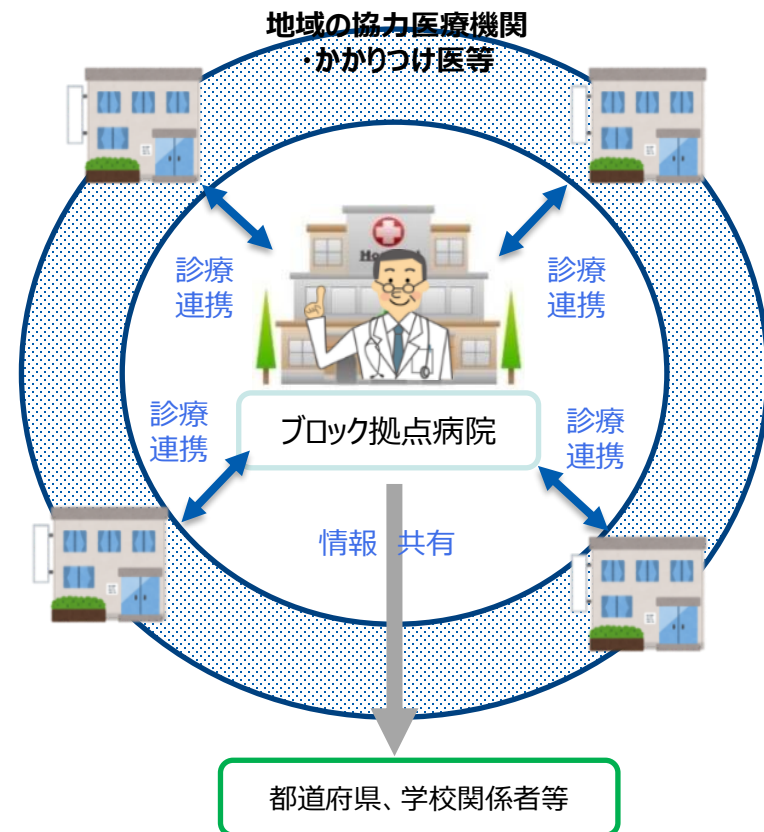 地域の協力医療機関
・かかりつけ医等
診療
連携
診療
連携
診療
連携
ブロック拠点病院
診療
連携
情報 共有
都道府県、学校関係者等